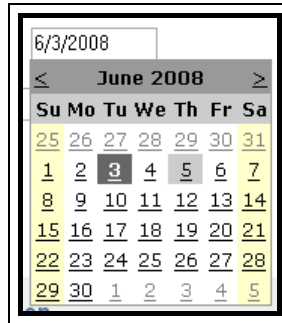 6/3/2008
< June 2008 >
Su Mo Tu We Th Fr Sa
25 26 27 28 29 30 31
1 2 3 4 5 6 7
8 9 10 11 12 13 14
15 16 17 18 19 20 21
22 23 24 25 26 27 28
29 30 1 2 3 4 5